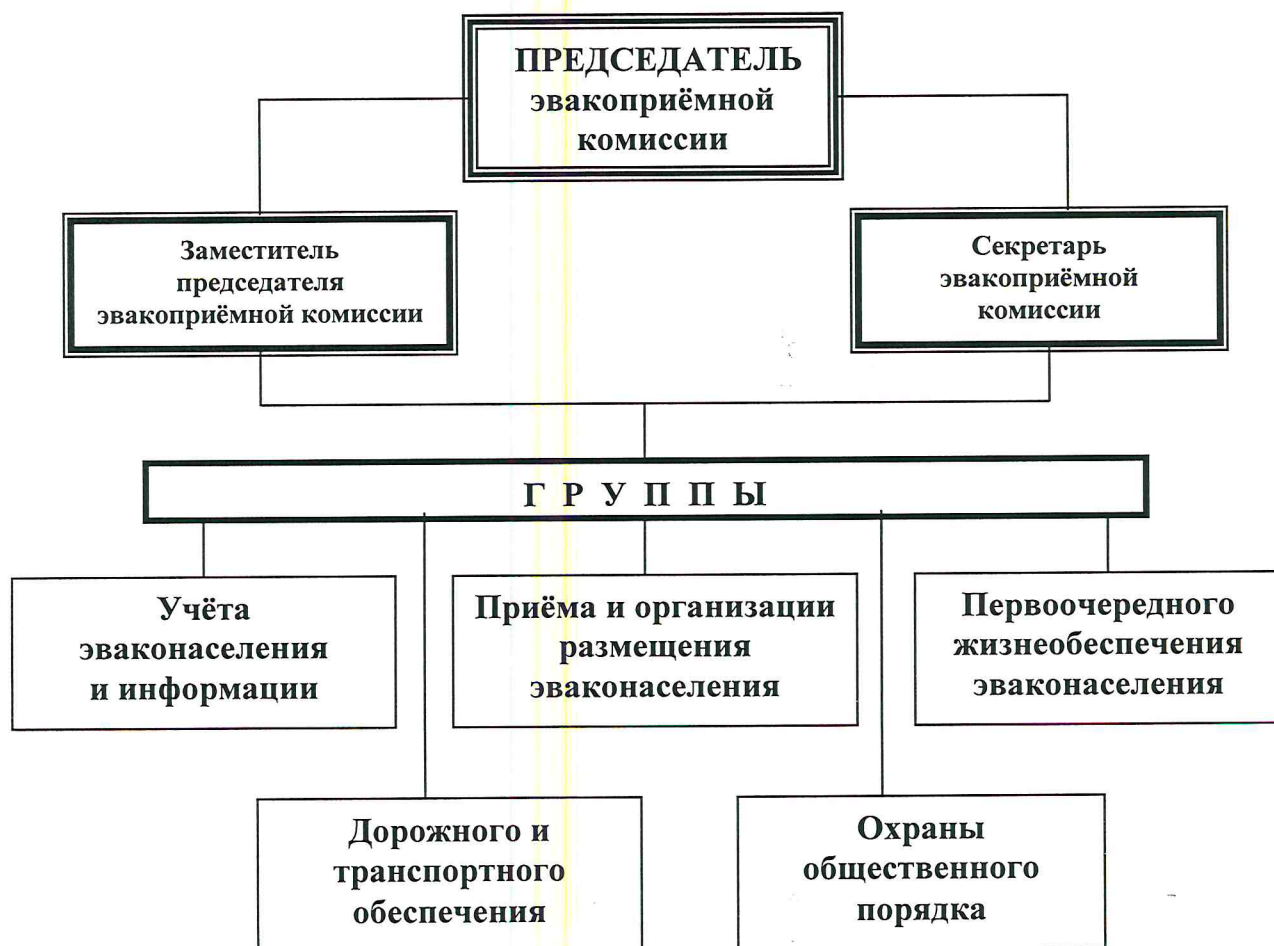 ПРЕДСЕДАТЕЛЬ
эвакоприёмной
комиссии
Заместитель
председателя
эвакоприёмной комиссии
Секретарь
эвакоприёмной
комиссии
Г Р У П П Ы
Учёта
эваконаселения
и информации
Приёма и организации
размещения
эваконаселения
Первоочередного
жизнеобеспечения
эваконаселения
Дорожного и
транспортного
обеспечения
Охраны
общественного
порядка